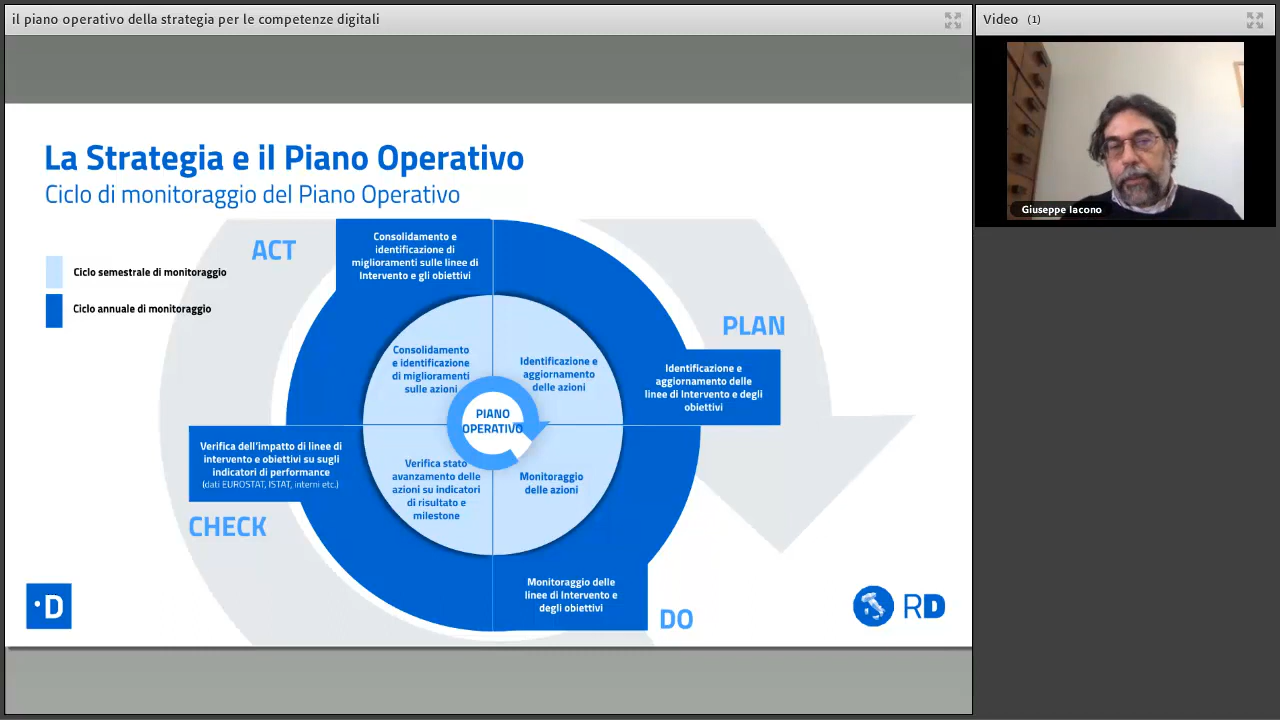 il piano operativo della strategia per le competenze digitali
Video (1)
Giuseppe Iacono
La Strategia e il Piano Operativo
Ciclo di monitoraggio del Piano Operativo
Ciclo semestrale di monitoraggio
Ciclo annuale di monitoraggio
ACT
Consolidamento e
identificazione di
miglioramenti sulle linee di
Intervento e gli obiettivi
PLAN
Identificazione e
aggiornamento delle
linee di Intervento e degli
obiettivi
Consolidamento
e identificazione
di miglioramenti
sulle azioni
Identificazione e
aggiornamento
delle azioni
PIANO
OPERATIVO
Verifica dell'impatto di linee di
intervento e obiettivi su sugli
indicatori di performance
(dati EUROSTAT, ISTAT, interni etc.)
CHECK
Verifica stato
avanzamento delle
azioni su indicatori
di risultato e
milestone
Monitoraggio
delle azioni
Monitoraggio delle
linee di Intervento e
degli obiettivi
DO
·D
RD